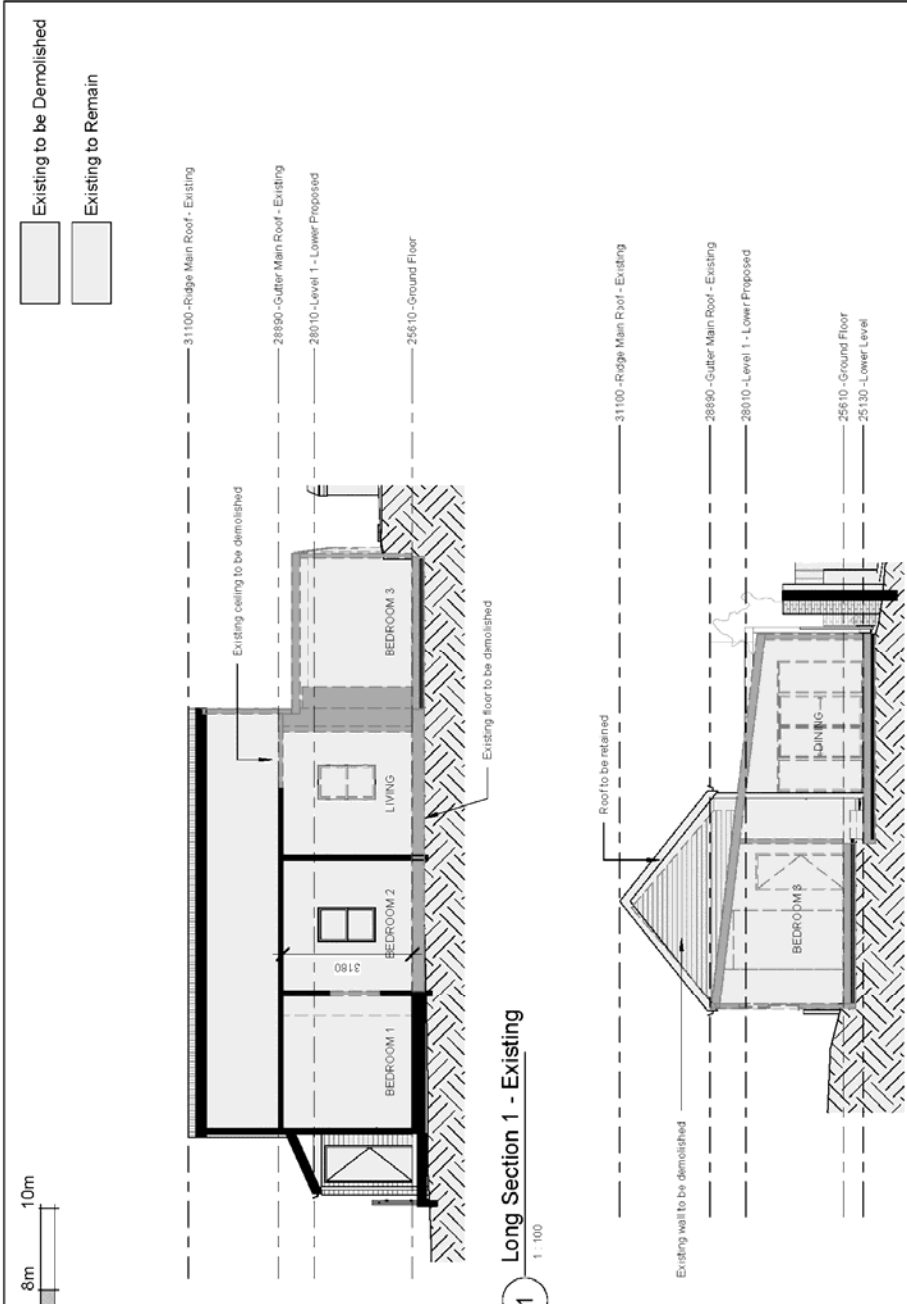 8m
10m
Existing to be Demolished
Existing to Remain
31100 - Ridge Main Roof - Existing
28890 - Gutter Main Roof - Existing
28010 - Level 1 - Lower Proposed
25610 - Ground Floor
Existing ceiling to be demolished
BEDROOM 1
BEDROOM 2
LIVING
BEDROOM 3
3180
Existing floor to be demolished
1
Long Section 1 - Existing
1 : 100
31100 - Ridge Main Roof - Existing
28890 - Gutter Main Roof - Existing
28010 - Level 1 - Lower Proposed
25610 - Ground Floor
25130 - Lower Level
Roof to be retained
Existing wall to be demolished
BEDROOM 3
DINING